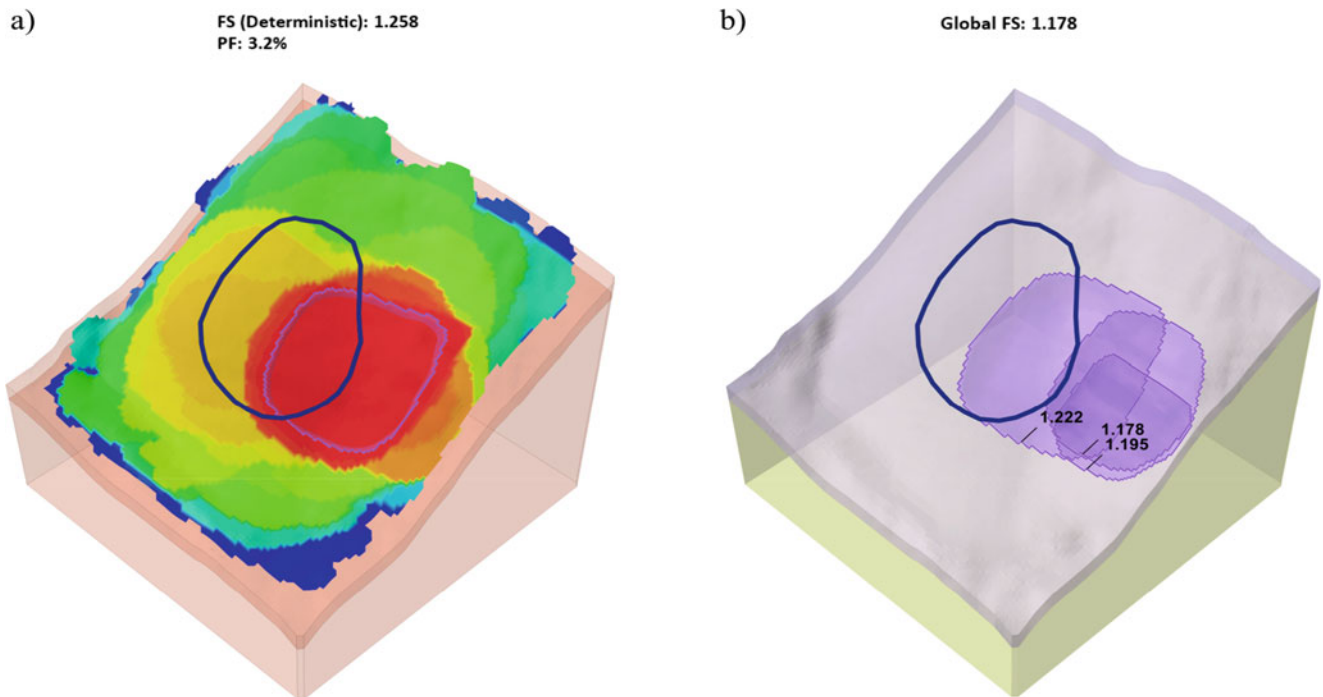 a)
FS (Deterministic): 1.258
PF: 3.2%
b)
Global FS: 1.178
1.222
1.178
1.195